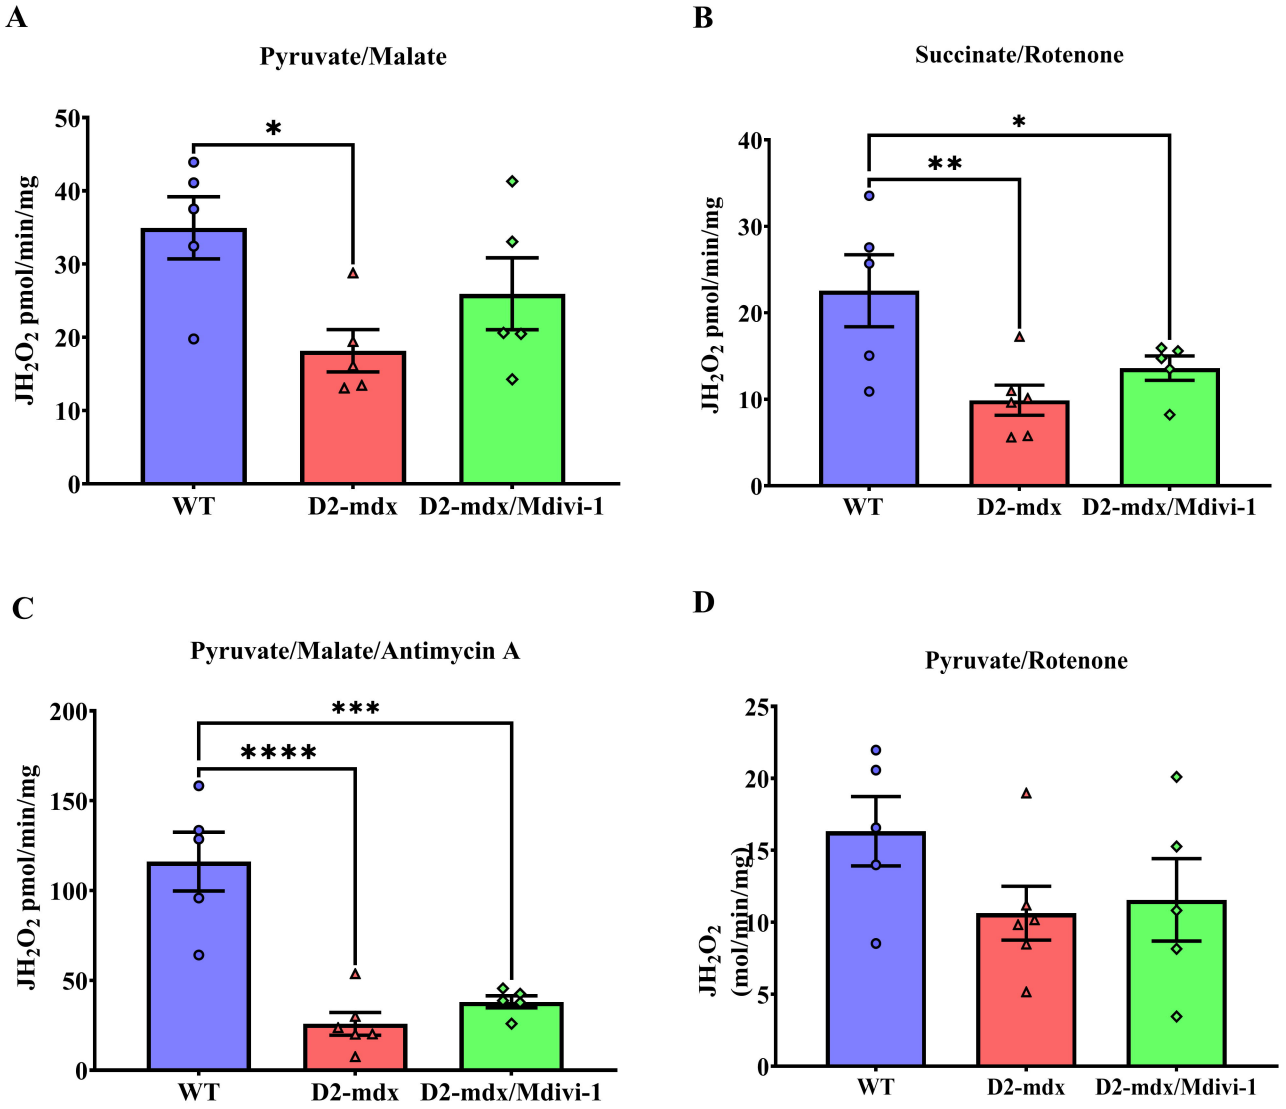 A
Pyruvate/Malate
JH₂O₂ pmol/min/mg
50
40
30
20
10
0
*
WT
D2-mdx
D2-mdx/Mdivi-1
B
Succinate/Rotenone
JH₂O₂ pmol/min/mg
40
30
20
10
0
*
**
WT
D2-mdx
D2-mdx/Mdivi-1
C
Pyruvate/Malate/Antimycin A
JH₂O₂ pmol/min/mg
200
150
100
50
0
***
****
WT
D2-mdx
D2-mdx/Mdivi-1
D
Pyruvate/Rotenone
JH₂O₂
(mol/min/mg)
25
20
15
10
5
0
WT
D2-mdx
D2-mdx/Mdivi-1